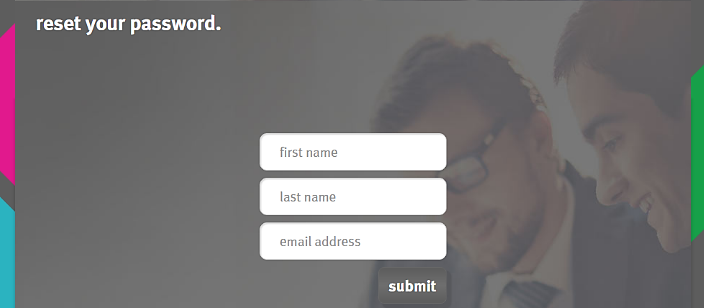 reset your password.
first name
last name
email address
submit